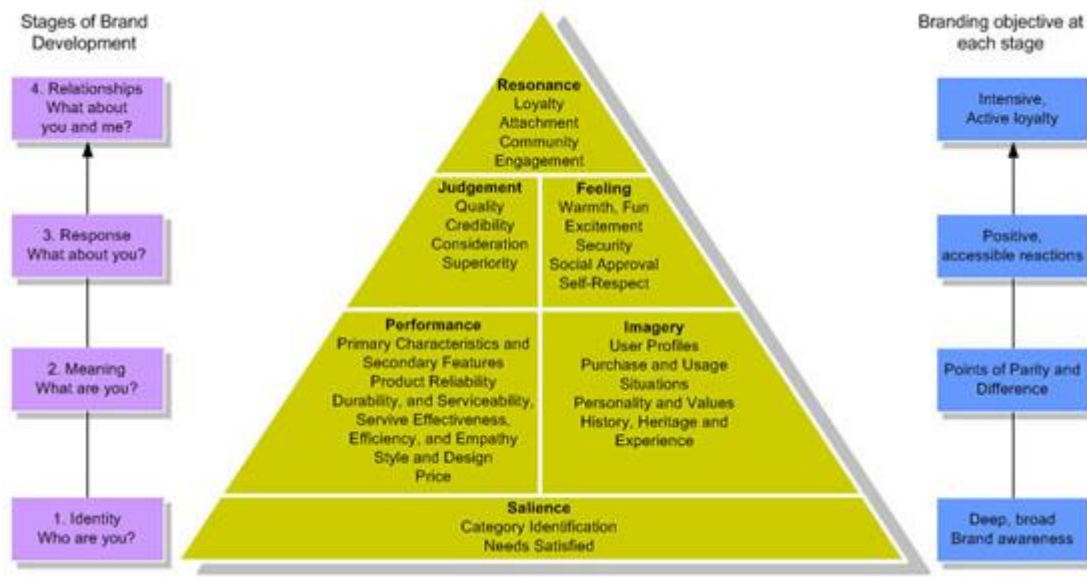 Stages of Brand
Development
4. Relationships
What about
you and me?
3. Response
What about you?
2. Meaning
What are you?
1. Identity
Who are you?
Resonance
Loyalty
Attachment
Community
Engagement
Judgement
Quality
Credibility
Consideration
Superiority
Feeling
Warmth, Fun
Excitement
Security
Social Approval
Self-Respect
Performance
Primary Characteristics and
Secondary Features
Product Reliability
Durability, and Serviceability,
Servive Effectiveness,
Efficiency, and Empathy
Style and Design
Price
Imagery
User Profiles
Purchase and Usage
Situations
Personality and Values
History, Heritage and
Experience
Salience
Category Identification
Needs Satisfied
Branding objective at
each stage
Intensive,
Active loyalty
Positive,
accessible reactions
Points of Parity and
Difference
Deep, broad
Brand awareness